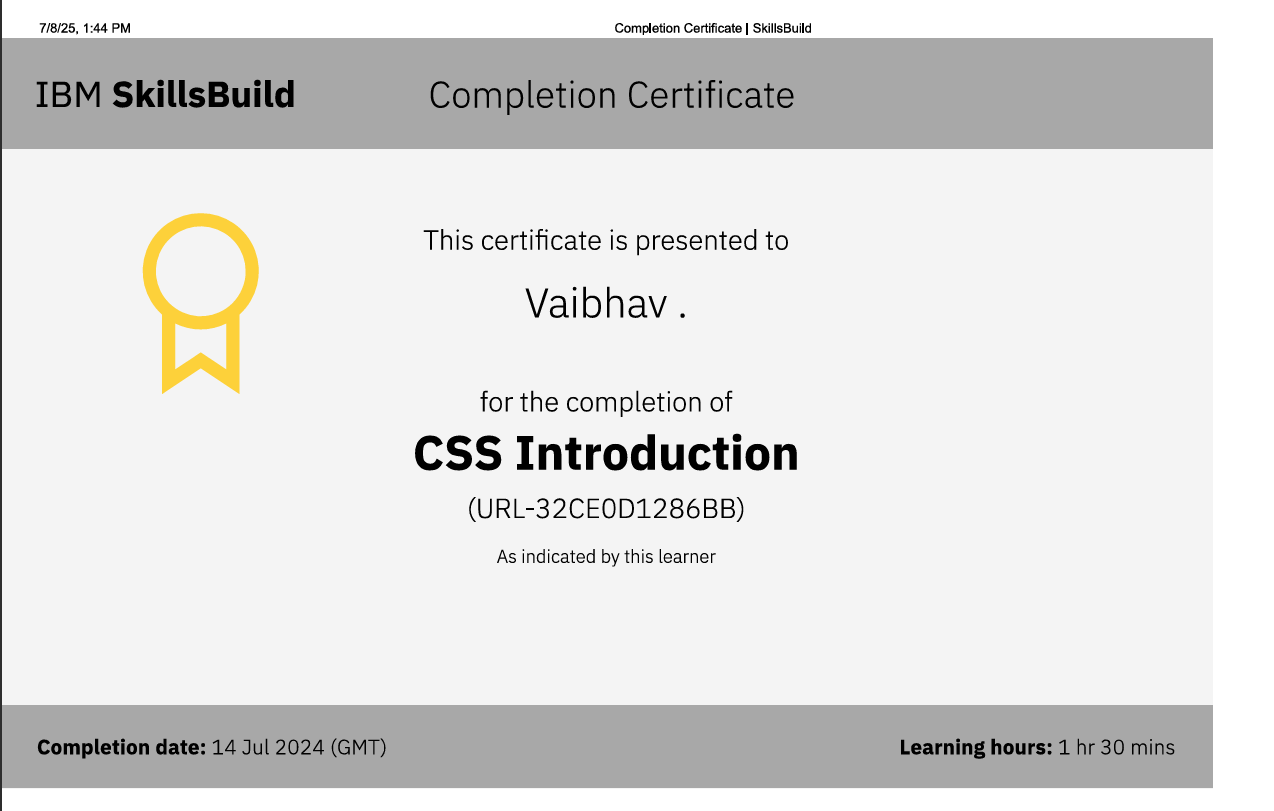 7/8/25, 1:44 PM Completion Certificate | SkillsBuild
IBM SkillsBuild Completion Certificate
This certificate is presented to
Vaibhav .
for the completion of
CSS Introduction
(URL-32CE0D1286BB)
As indicated by this learner
Completion date: 14 Jul 2024 (GMT) Learning hours: 1 hr 30 mins